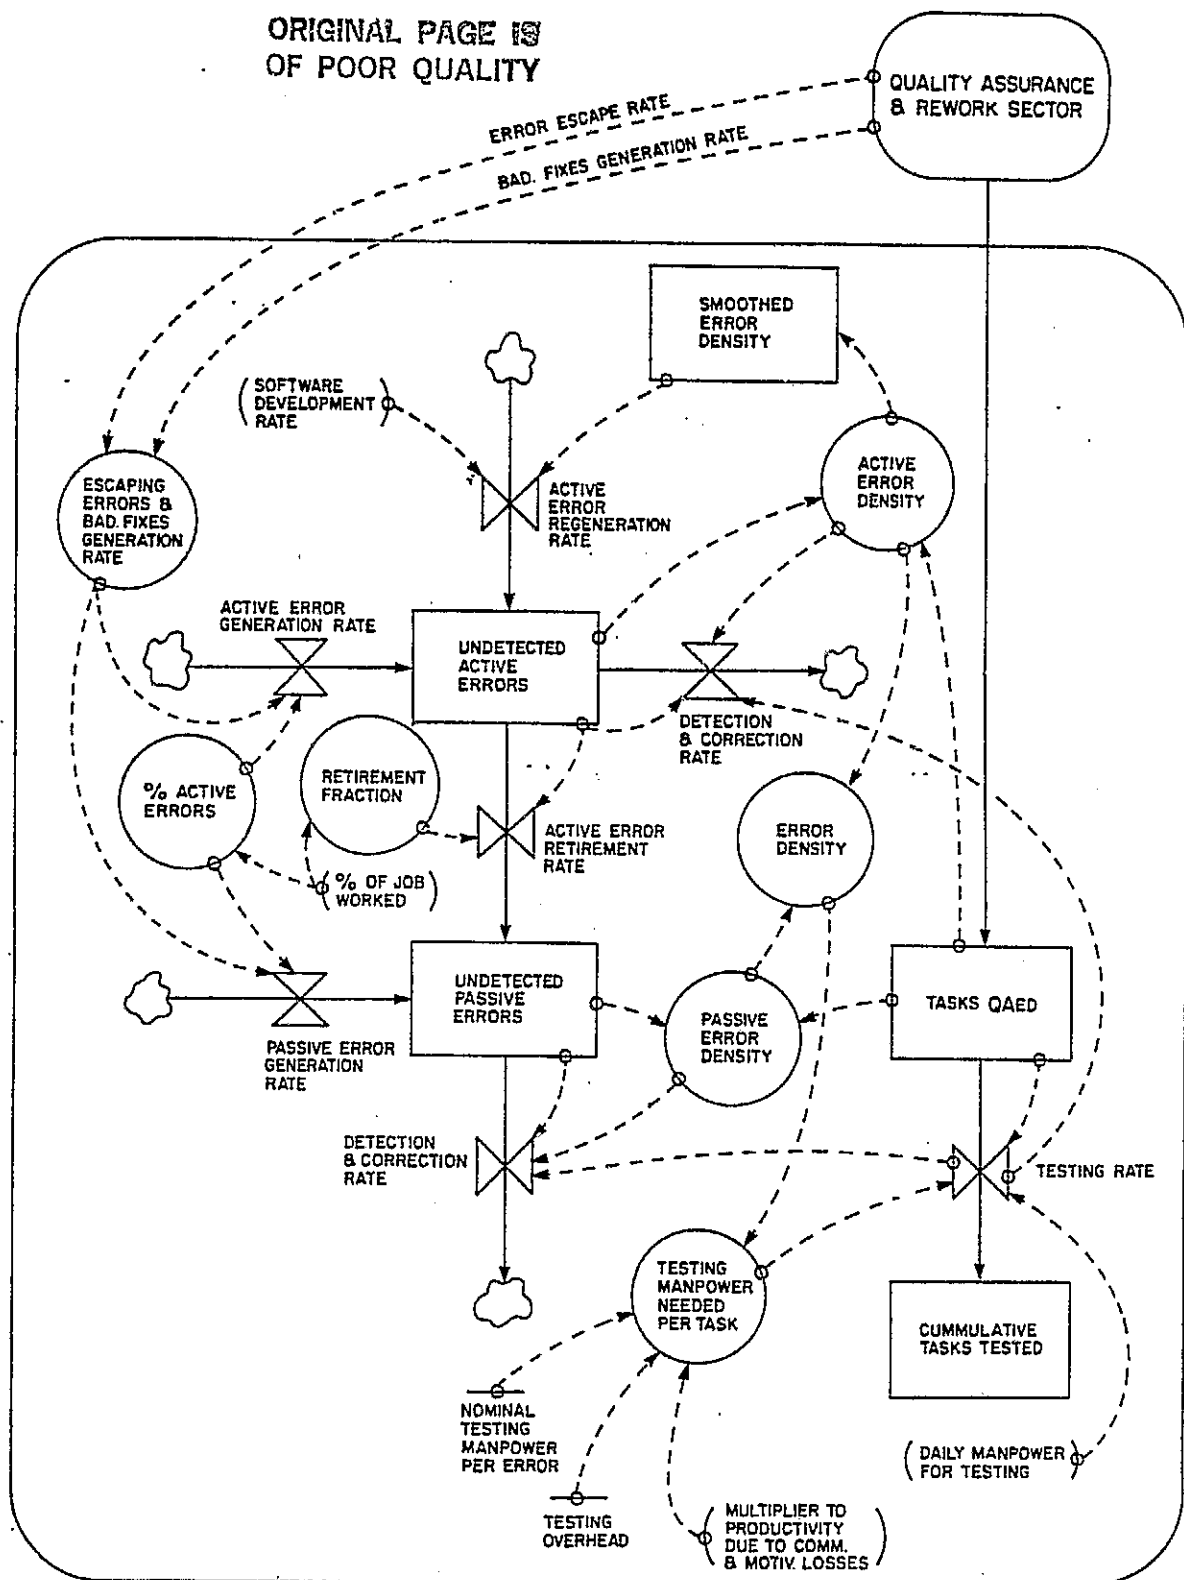 ORIGINAL PAGE IS
OF POOR QUALITY
QUALITY ASSURANCE
& REWORK SECTOR
ERROR ESCAPE RATE
BAD. FIXES GENERATION RATE
SMOOTHED
ERROR
DENSITY
(SOFTWARE
DEVELOPMENT
RATE)
ACTIVE
ERROR
DENSITY
ESCAPING
ERRORS &
BAD. FIXES
GENERATION
RATE
ACTIVE
ERROR
REGENERATION
RATE
ACTIVE ERROR
GENERATION RATE
UNDETECTED
ACTIVE
ERRORS
DETECTION
& CORRECTION
RATE
% ACTIVE
ERRORS
RETIREMENT
FRACTION
ACTIVE ERROR
RETIREMENT
RATE
ERROR
DENSITY
(% OF JOB
WORKED)
UNDETECTED
PASSIVE
ERRORS
PASSIVE
ERROR
DENSITY
TASKS QAED
PASSIVE ERROR
GENERATION
RATE
DETECTION
& CORRECTION
RATE
TESTING RATE
TESTING
MANPOWER
NEEDED
PER TASK
CUMMULATIVE
TASKS TESTED
NOMINAL
TESTING
MANPOWER
PER ERROR
(DAILY MANPOWER
FOR TESTING)
TESTING
OVERHEAD
(MULTIPLIER TO
PRODUCTIVITY
DUE TO COMM.
& MOTIV. LOSSES)